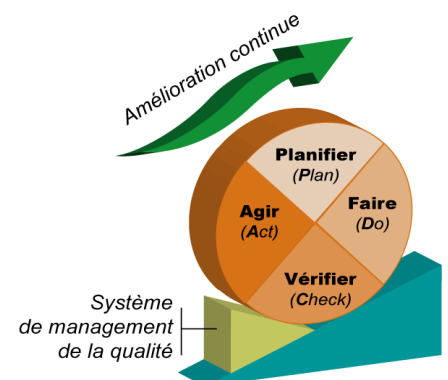 Amélioration continue
Planifier
(Plan)
Faire
(Do)
Agir
(Act)
Vérifier
(Check)
Système
de management
de la qualité